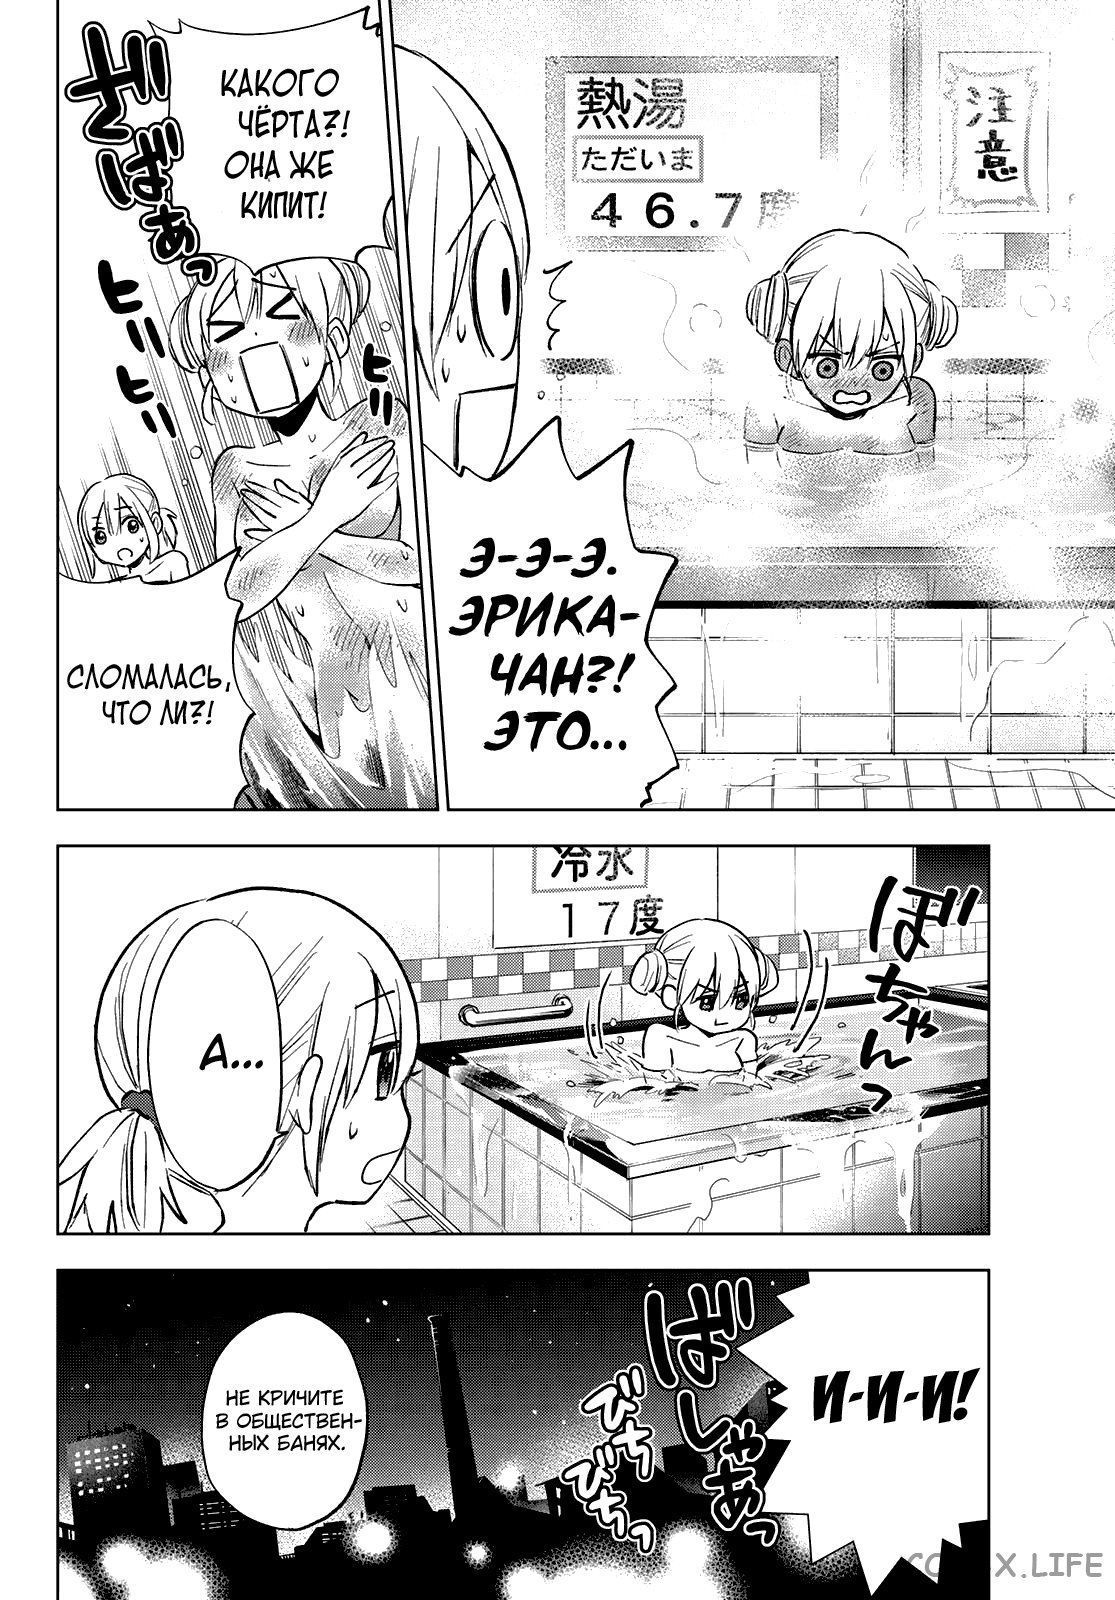 熱湯
ただいま
46.7度
注意
Э-Э-Э.
ЭРИКА-
ЧАН?!
ЭТО...
КАКОГО
ЧЁРТА?!
ОНА ЖЕ
КИПИТ!
ざばあっ
ヒリ
ヒリ
СЛОМАЛАСЬ,
ЧТО ЛИ?!
冷水
17度
ぼちゃんっ
А...
И-И-И!
ばしゃあっ
びちびちっ
НЕ КРИЧИТЕ
В ОБЩЕСТВЕН-
НЫХ БАНЯХ.